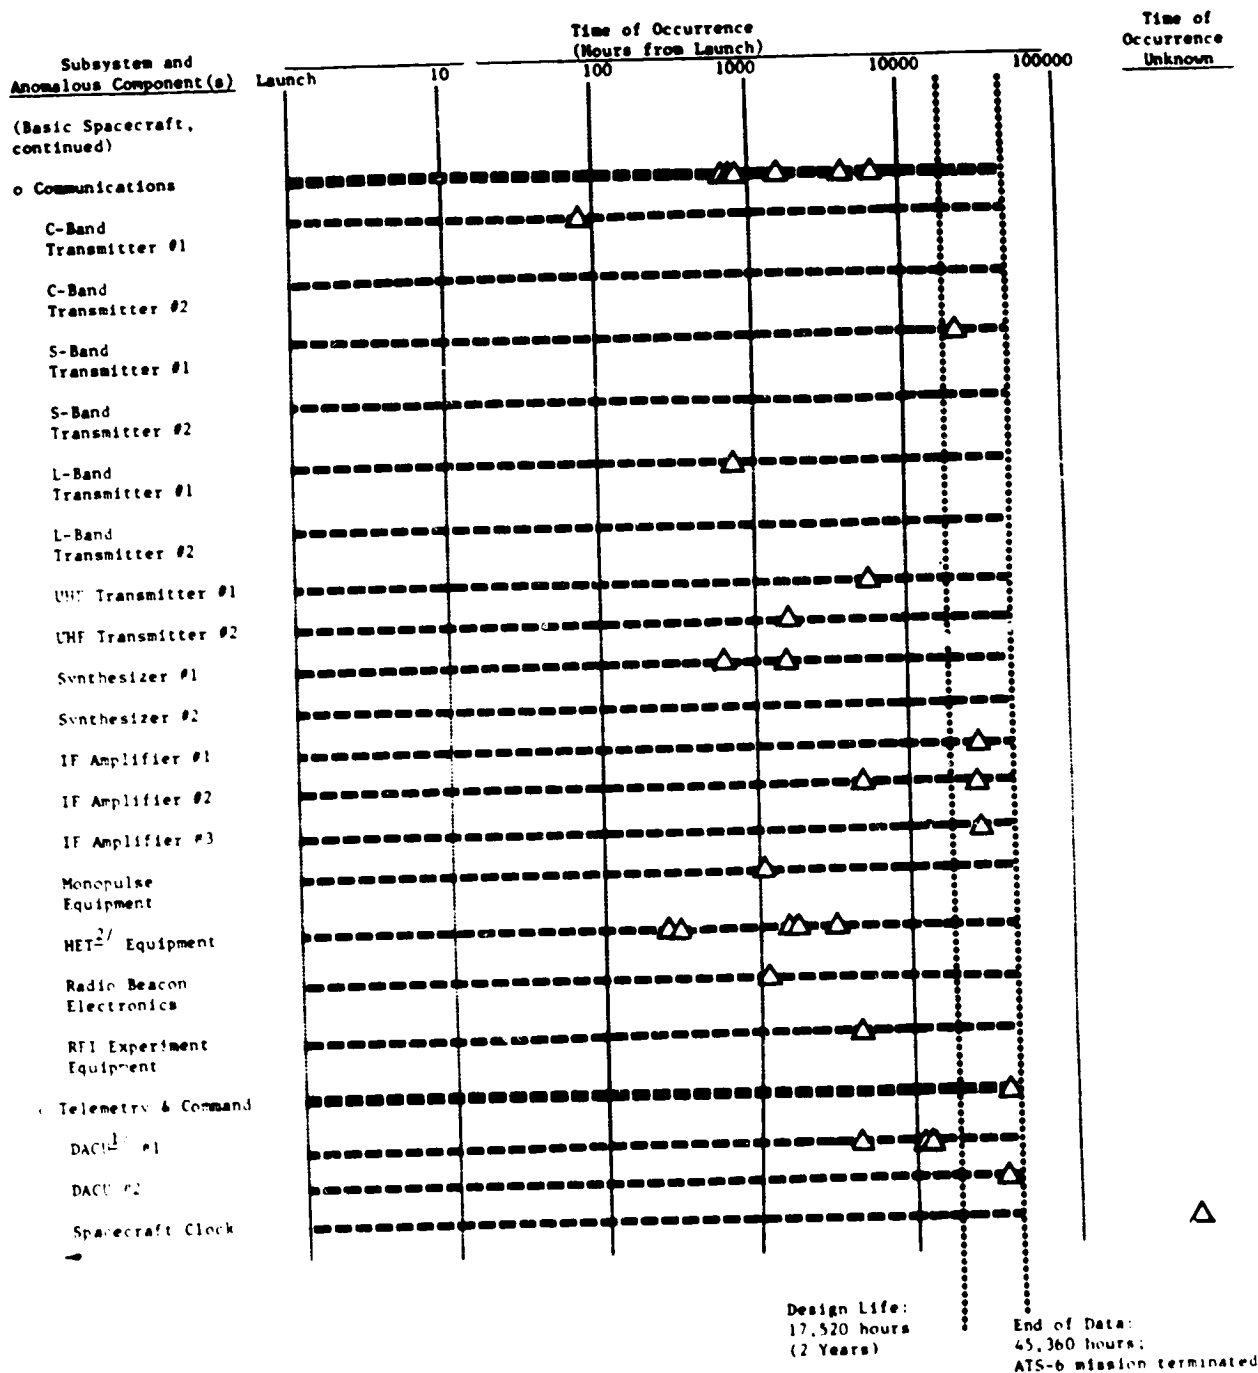 Time of Occurrence
(Hours from Launch)
Time of
Occurrence
Unknown
Subsystem and
Anomalous Component(s)
Launch 10 100 1000 10000 100000
(Basic Spacecraft,
continued)
o Communications
C-Band
Transmitter #1
C-Band
Transmitter #2
S-Band
Transmitter #1
S-Band
Transmitter #2
L-Band
Transmitter #1
L-Band
Transmitter #2
UHF Transmitter #1
UHF Transmitter #2
Synthesizer #1
Synthesizer #2
IF Amplifier #1
IF Amplifier #2
IF Amplifier #3
Monopulse
Equipment
HET2/ Equipment
Radio Beacon
Electronics
RFI Experiment
Equipment
Telemetry & Command
DACU1/ #1
DACU #2
Spacecraft Clock
Design Life:
17,520 hours
(2 Years)
End of Data:
45,360 hours;
ATS-6 mission terminated